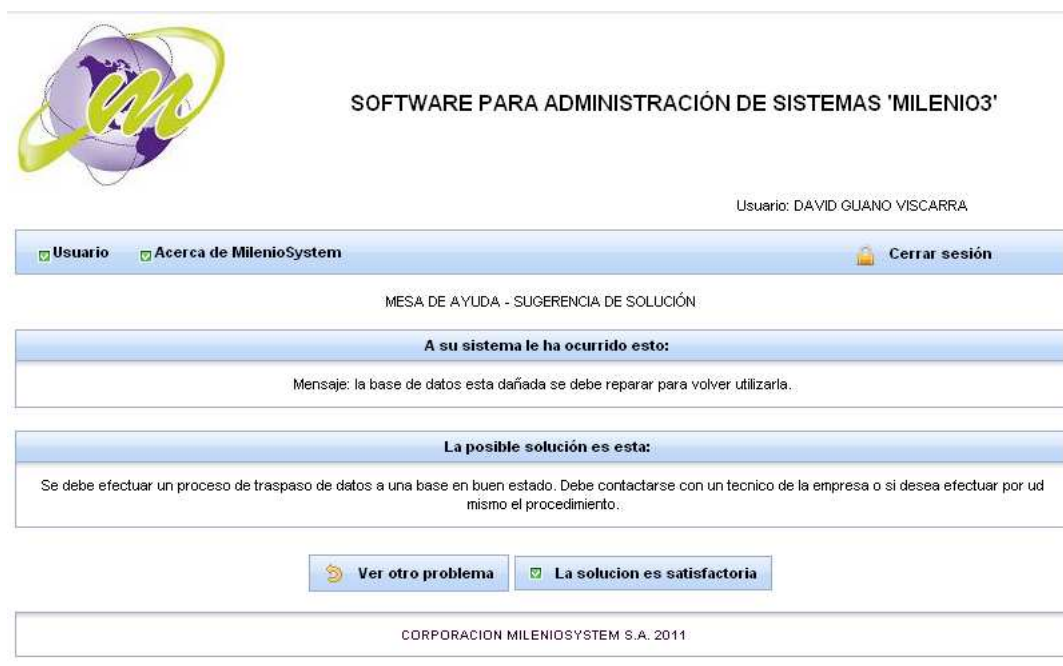 m
SOFTWARE PARA ADMINISTRACIÓN DE SISTEMAS 'MILENIO3'
Usuario: DAVID GUANO VISCARRA
Usuario Acerca de MilenioSystem Cerrar sesión
MESA DE AYUDA - SUGERENCIA DE SOLUCIÓN
A su sistema le ha ocurrido esto:
Mensaje: la base de datos esta dañada se debe reparar para volver utilizarla.
La posible solución es esta:
Se debe efectuar un proceso de traspaso de datos a una base en buen estado. Debe contactarse con un tecnico de la empresa o si desea efectuar por ud
mismo el procedimiento.
Ver otro problema La solucion es satisfactoria
CORPORACION MILENIOSYSTEM S.A. 2011